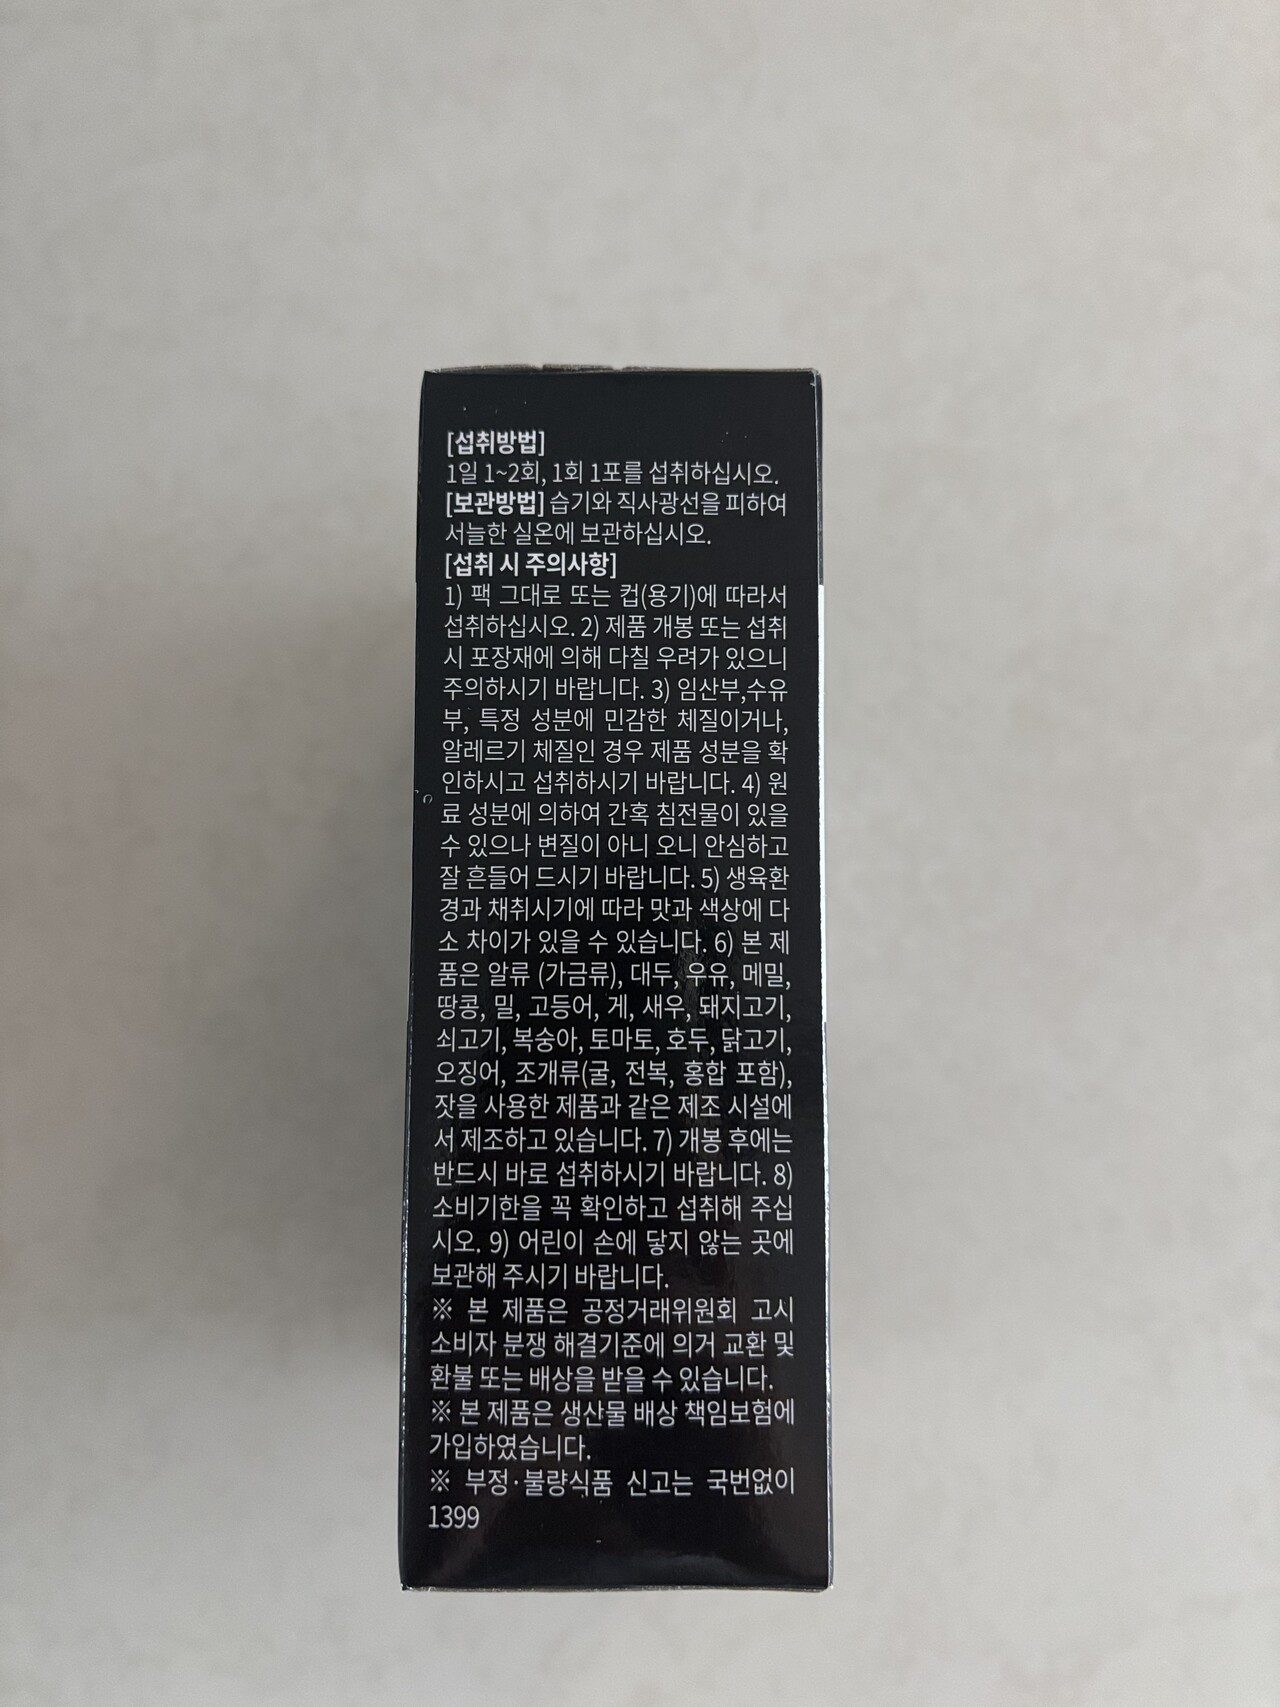 [섭취방법]
1일 1~2회, 1회 1포를 섭취하십시오.
[보관방법] 습기와 직사광선을 피하여
서늘한 실온에 보관하십시오.
[섭취 시 주의사항]
1) 팩 그대로 또는 컵(용기)에 따라서
섭취하십시오. 2) 제품 개봉 또는 섭취
시 포장재에 의해 다칠 우려가 있으니
주의하시기 바랍니다. 3) 임산부,수유
부, 특정 성분에 민감한 체질이거나,
알레르기 체질인 경우 제품 성분을 확
인하시고 섭취하시기 바랍니다. 4) 원
료 성분에 의하여 간혹 침전물이 있을
수 있으나 변질이 아니 오니 안심하고
잘 흔들어 드시기 바랍니다. 5) 생육환
경과 채취시기에 따라 맛과 색상에 다
소 차이가 있을 수 있습니다. 6) 본 제
품은 알류 (가금류), 대두, 우유, 메밀,
땅콩, 밀, 고등어, 게, 새우, 돼지고기,
쇠고기, 복숭아, 토마토, 호두, 닭고기,
오징어, 조개류(굴, 전복, 홍합 포함),
잣을 사용한 제품과 같은 제조 시설에
서 제조하고 있습니다. 7) 개봉 후에는
반드시 바로 섭취하시기 바랍니다. 8)
소비기한을 꼭 확인하고 섭취해 주십
시오. 9) 어린이 손에 닿지 않는 곳에
보관해 주시기 바랍니다.
※ 본 제품은 공정거래위원회 고시
소비자 분쟁 해결기준에 의거 교환 및
환불 또는 배상을 받을 수 있습니다.
※ 본 제품은 생산물 배상 책임보험에
가입하였습니다.
※ 부정·불량식품 신고는 국번없이
1399